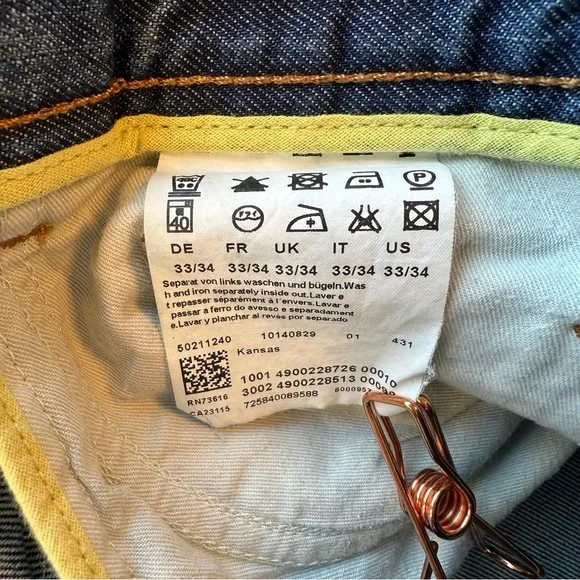 P
40
DE FR UK IT US
33/34 33/34 33/34 33/34 33/34
Separat von links waschen und bügeln.Was
h and iron separately inside out.Laver e
t repasser séparément à l'envers.Lavare e
passar a ferro do avesso e separadament
e.Lavar y planchar al revés por separado
50211240 10140829 01 431
Kansas
1001 4900228726 00010
3002 4900228513
RN73616
CA23115 725840089588